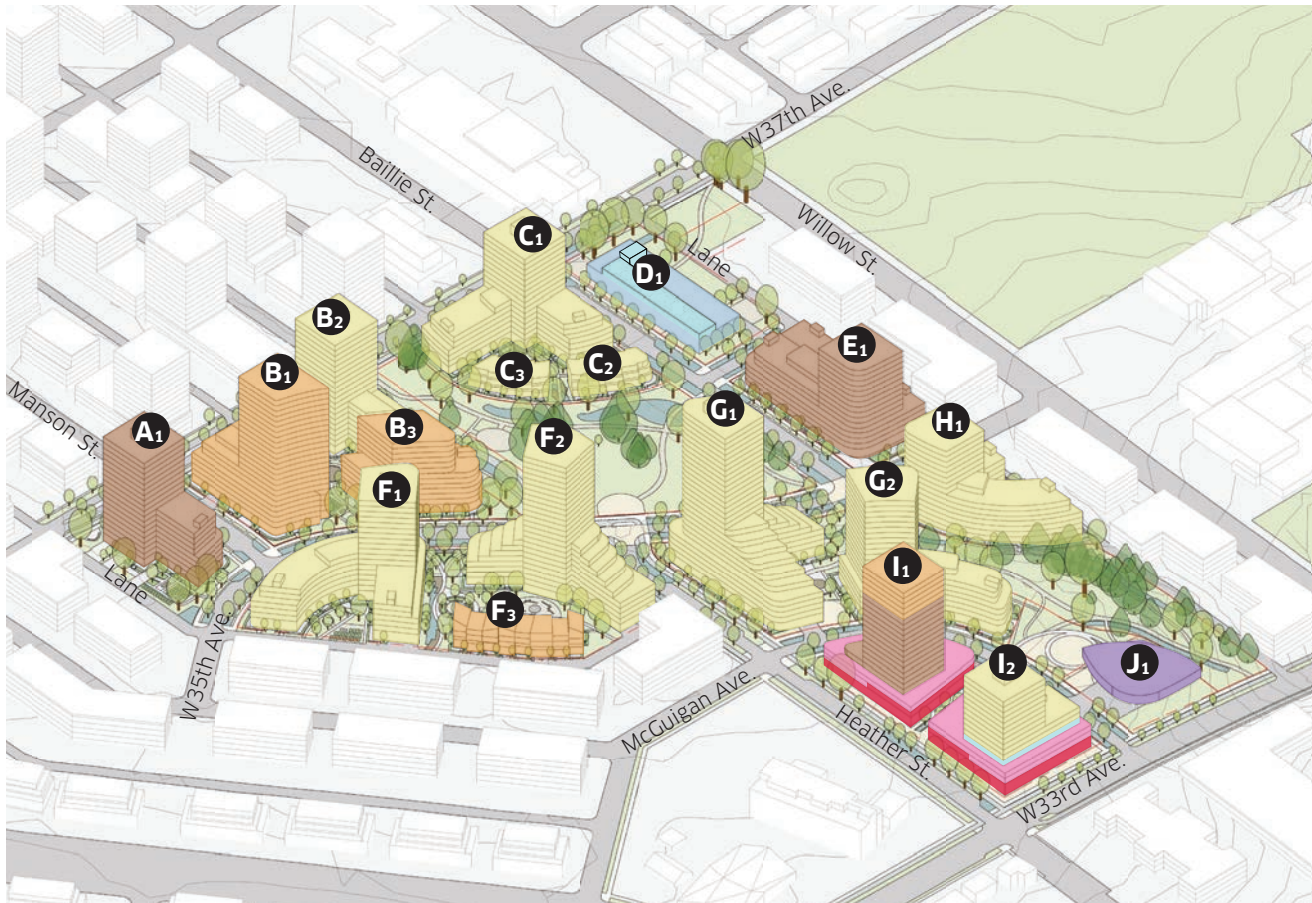 W37th Ave.
Baillie St.
Willow St.
C1
Lane
D1
B2
E1
B1
C3
C2
Manson St.
A1
B3
F2
G1
H1
F1
G2
I1
Lane
F3
W35th Ave.
I2
J1
McGuigan Ave.
Heather St.
W33rd Ave.